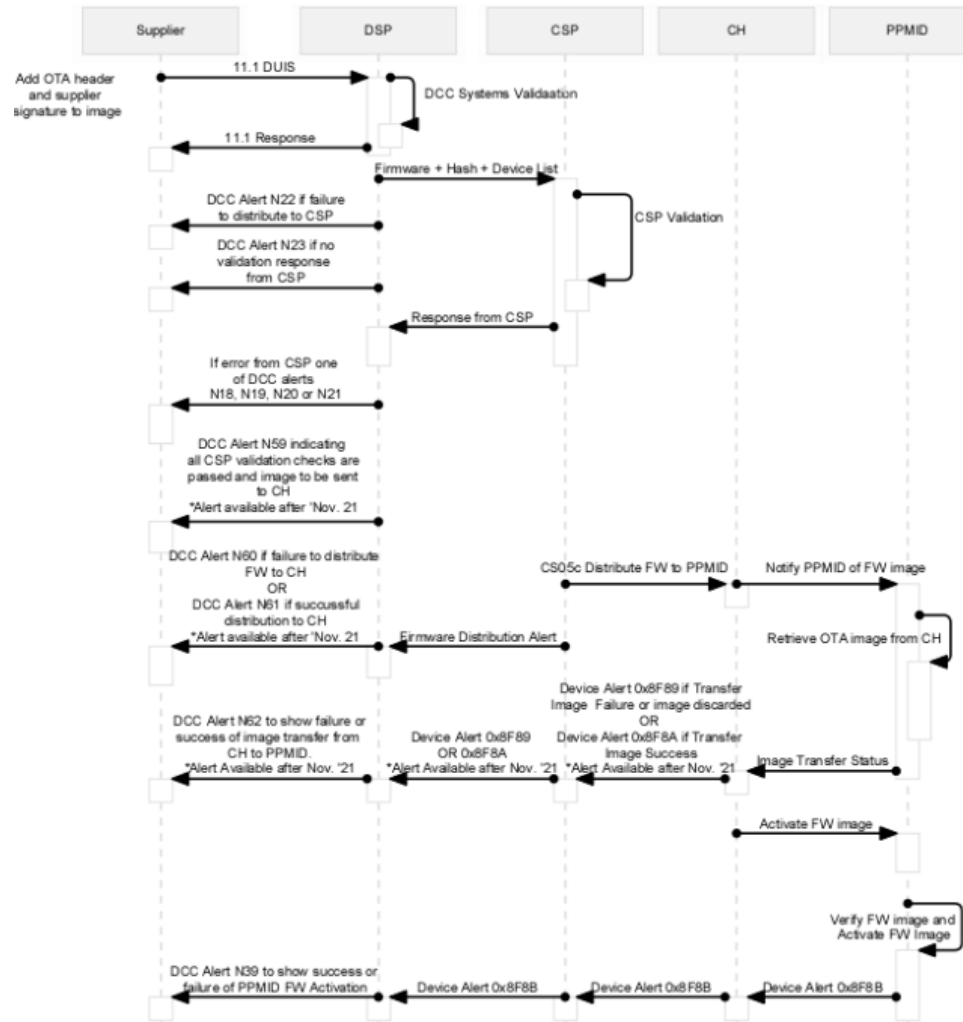 Supplier
DSP
CSP
CH
PPMID
Add OTA header
and supplier
signature to image
11.1 DUIS
DCC Systems Validaation
11.1 Response
Firmware + Hash + Device List
DCC Alert N22 if failure
to distribute to CSP
CSP Validation
DCC Alert N23 if no
validation response
from CSP
Response from CSP
If error from CSP one
of DCC alerts
N18, N19, N20 or N21
DCC Alert N59 indicating
all CSP validation checks are
passed and image to be sent
to CH
*Alert available after 'Nov. 21
DCC Alert N60 if failure to distribute
FW to CH
OR
DCC Alert N61 if succussful
distribution to CH
*Alert available after 'Nov. 21
CS05c Distribute FW to PPMID
Notify PPMID of FW image
Retrieve OTA image from CH
Firmware Distribution Alert
DCC Alert N62 to show failure or
success of image transfer from
CH to PPMID.
*Alert Available after Nov. '21
Device Alert 0x8F89
OR 0x8F8A
*Alert Available after Nov. '21
Device Alert 0x8F89 if Transfer
Image Failure or image discarded
OR
Device Alert 0x8F8A if Transfer
Image Success
*Alert Available after Nov. '21
Image Transfer Status
Activate FW image
Verify FW image and
Activate FW Image
DCC Alert N39 to show success or
failure of PPMID FW Activation
Device Alert 0x8F8B
Device Alert 0x8F8B
Device Alert 0x8F8B